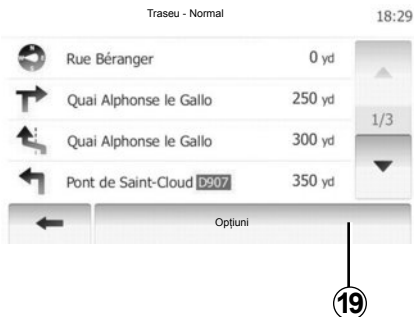 Traseu - Normal 18:29
Rue Béranger 0 yd
Quai Alphonse le Gallo 250 yd
1/3
Quai Alphonse le Gallo 300 yd
Pont de Saint-Cloud D907 350 yd
Opțiuni
19